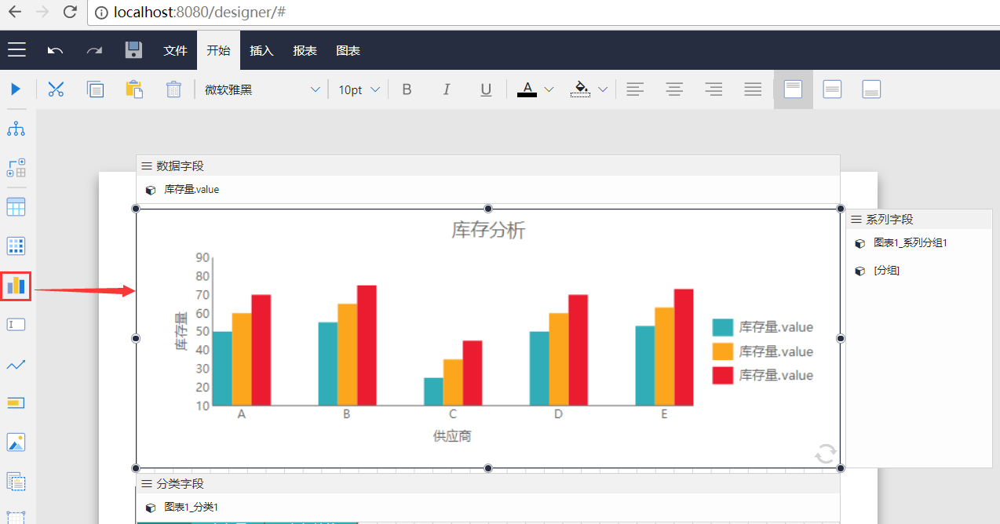 localhost:8080/designer/#
文件 开始 插入 报表 图表
微软雅黑 10pt B I U A
数据字段
库存量.value
库存分析
系列字段
图表1_系列分组1
[分组]
90
80
70
60
50
40
30
20
10
库存量
A B C D E
供应商
库存量.value
库存量.value
库存量.value
分类字段
图表1_分类1